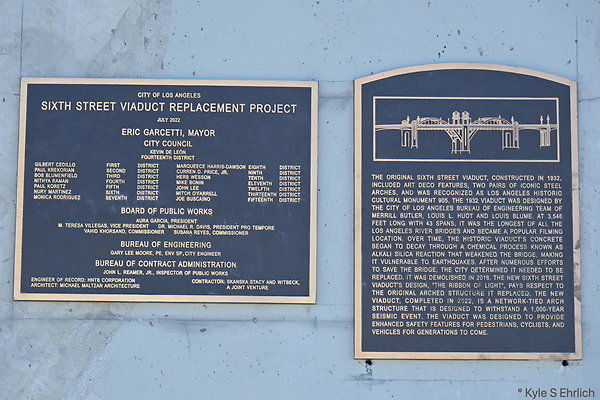 CITY OF LOS ANGELES
SIXTH STREET VIADUCT REPLACEMENT PROJECT
JULY 2022
ERIC GARCETTI, MAYOR
CITY COUNCIL
KEVIN DE LEÓN
FOURTEENTH DISTRICT
GILBERT CEDILLO FIRST DISTRICT MARQUEECE HARRIS-DAWSON EIGHTH DISTRICT
PAUL KREKORIAN SECOND DISTRICT CURREN D. PRICE, JR. NINTH DISTRICT
BOB BLUMENFIELD THIRD DISTRICT HERB WESSON TENTH DISTRICT
NITHYA RAMAN FOURTH DISTRICT MIKE BONIN ELEVENTH DISTRICT
PAUL KORETZ FIFTH DISTRICT JOHN LEE TWELFTH DISTRICT
NURY MARTINEZ SIXTH DISTRICT MITCH O'FARRELL THIRTEENTH DISTRICT
MONICA RODRIGUEZ SEVENTH DISTRICT JOE BUSCAINO FIFTEENTH DISTRICT
BOARD OF PUBLIC WORKS
AURA GARCIA, PRESIDENT
M. TERESA VILLEGAS, VICE PRESIDENT DR. MICHAEL R. DAVIS, PRESIDENT PRO TEMPORE
VAHID KHORSAND, COMMISSIONER SUSANA REYES, COMMISSIONER
BUREAU OF ENGINEERING
GARY LEE MOORE, PE, ENV SP, CITY ENGINEER
BUREAU OF CONTRACT ADMINISTRATION
JOHN L. REAMER, JR., INSPECTOR OF PUBLIC WORKS
ENGINEER OF RECORD: HNTB CORPORATION CONTRACTOR: SKANSKA STACY AND WITBECK,
ARCHITECT: MICHAEL MALTZAN ARCHITECTURE A JOINT VENTURE
THE ORIGINAL SIXTH CONSTRUCTED IN 1932,
INCLUDED ART DECO FEATURES, TWO PAIRS OF ICONIC STEEL
ARCHES, AND WAS RECOGNIZED AS LOS ANGELES HISTORIC
CULTURAL MONUMENT 905. THE 1932 VIADUCT WAS DESIGNED
BY THE CITY OF LOS ANGELES BUREAU OF ENGINEERING TEAM OF
MERRILL BUTLER, LOUIS L. HUOT AND LOUIS BLUME. AT 3,546
FEET LONG WITH 43 SPANS, IT WAS THE LONGEST OF ALL THE
LOS ANGELES RIVER BRIDGES AND BECAME A POPULAR FILMING
LOCATION. OVER TIME, THE HISTORIC VIADUCT'S CONCRETE
BEGAN TO DECAY THROUGH A CHEMICAL PROCESS KNOWN AS
ALKALI SILICA REACTION THAT WEAKENED THE BRIDGE, MAKING
IT VULNERABLE TO EARTHQUAKES. AFTER NUMEROUS EFFORTS
TO SAVE THE BRIDGE, THE CITY DETERMINED IT NEEDED TO BE
REPLACED. IT WAS DEMOLISHED IN 2016. THE NEW SIXTH STREET
VIADUCT'S DESIGN, "THE RIBBON OF LIGHT", PAYS RESPECT TO
THE ORIGINAL ARCHED STRUCTURE IT REPLACED. THE NEW
VIADUCT, COMPLETED IN 2022, IS A NETWORK-TIED ARCH
STRUCTURE THAT IS DESIGNED TO WITHSTAND A 1,000-YEAR
SEISMIC EVENT. THE VIADUCT WAS DESIGNED TO PROVIDE
ENHANCED SAFETY FEATURES FOR PEDESTRIANS, CYCLISTS, AND
VEHICLES FOR GENERATIONS TO COME.
° Kyle S Ehrlich